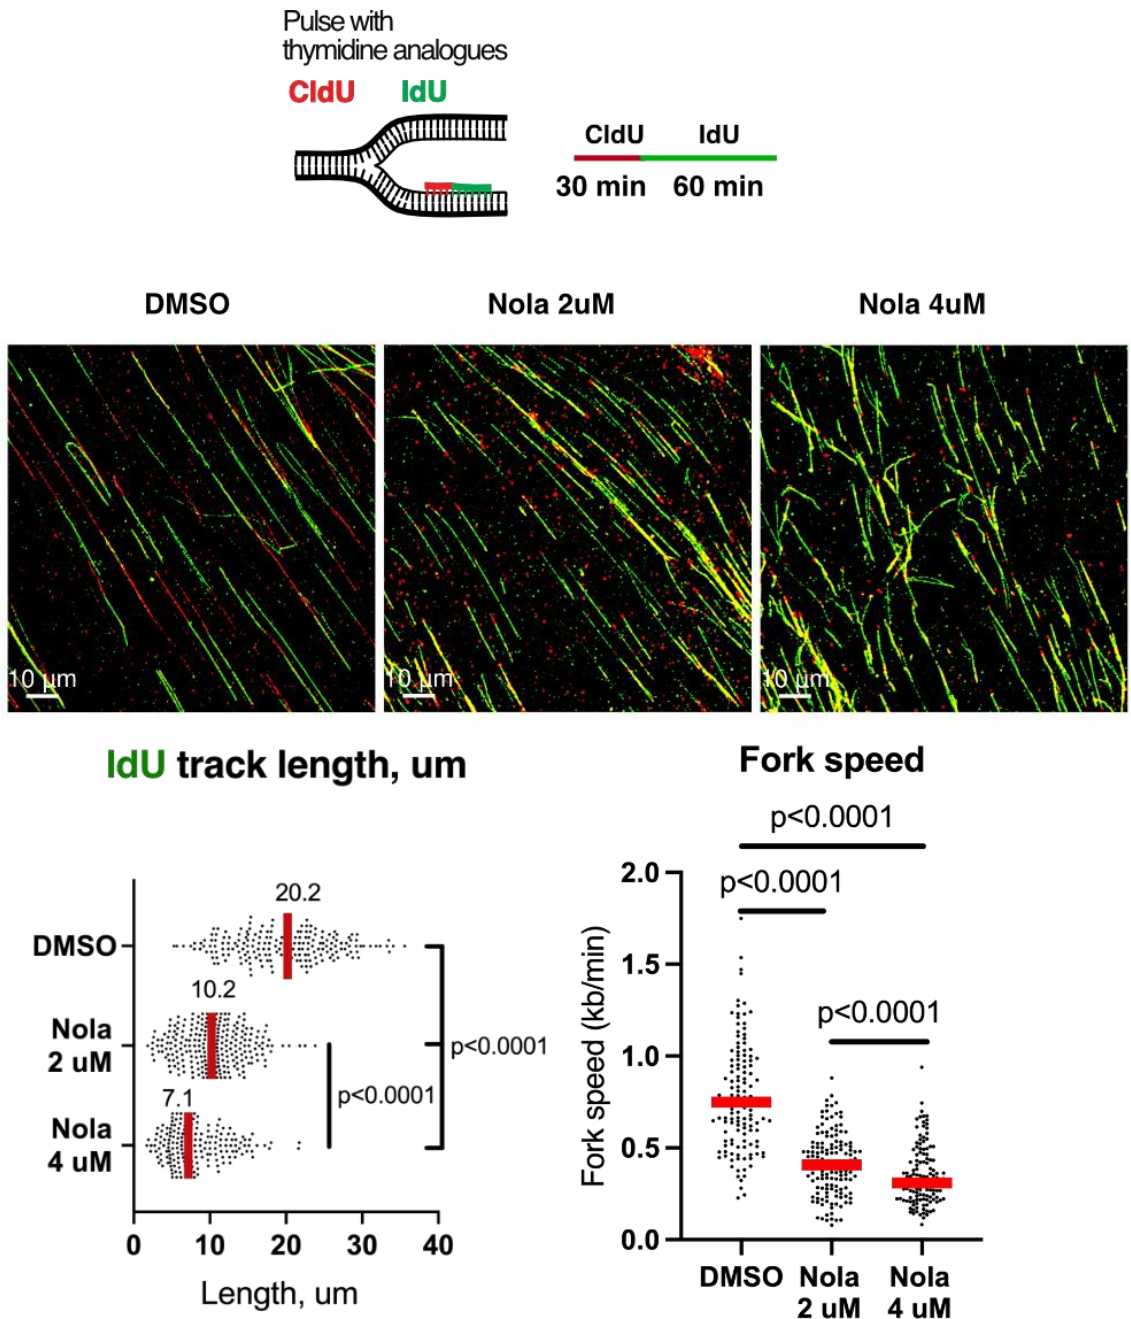 Pulse with
thymidine analogues
CldU IdU
CldU IdU
30 min 60 min
DMSO
Nola 2uM
Nola 4uM
10 µm
10 µm
10 µm
IdU track length, um
20.2
DMSO
10.2
Nola
2 uM
p<0.0001
p<0.0001
7.1
Nola
4 uM
0 10 20 30 40
Length, um
Fork speed
p<0.0001
p<0.0001
p<0.0001
Fork speed (kb/min)
2.0
1.5
1.0
0.5
0.0
DMSO
Nola
2 uM
Nola
4 uM